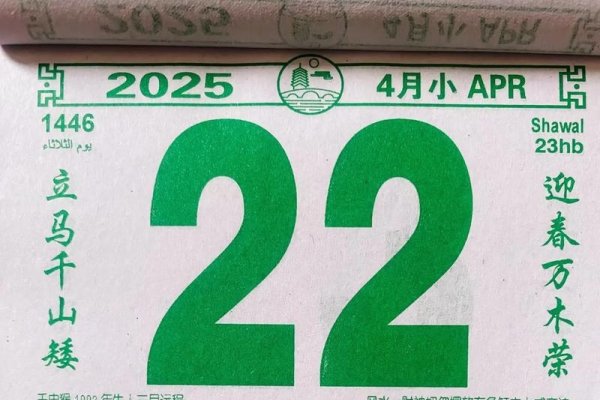 2025
4月小 APR
1446
يوم الثلاثاء
Shawal
23hb
22
迎春万木荣
立马千山矮